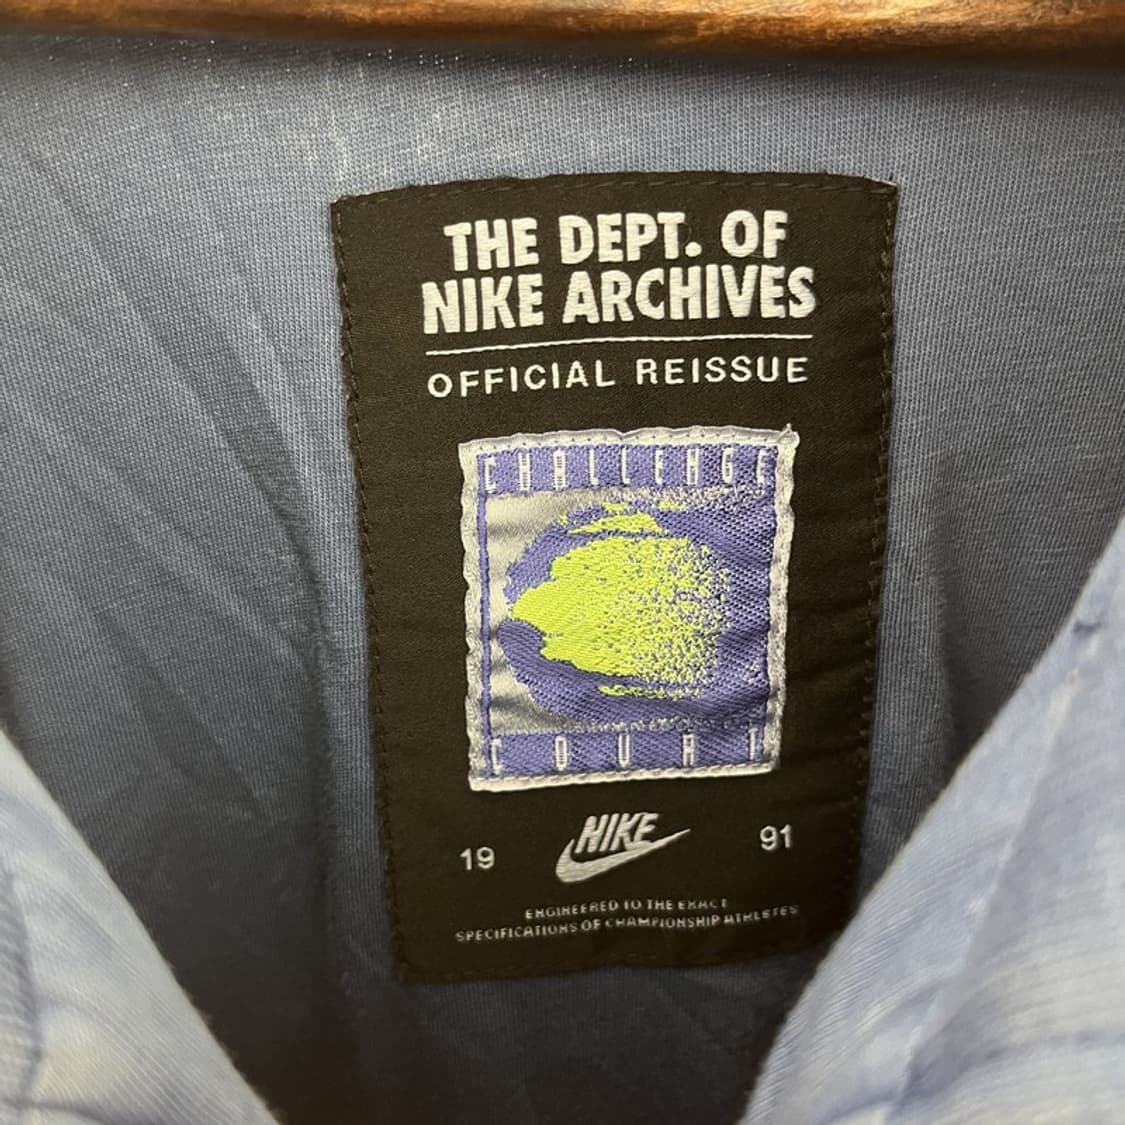 THE DEPT. OF
NIKE ARCHIVES
OFFICIAL REISSUE
CHALLENGE
COURT
19 NIKE 91
ENGINEERED TO THE EXACT
SPECIFICATIONS OF CHAMPIONSHIP ATHLETES